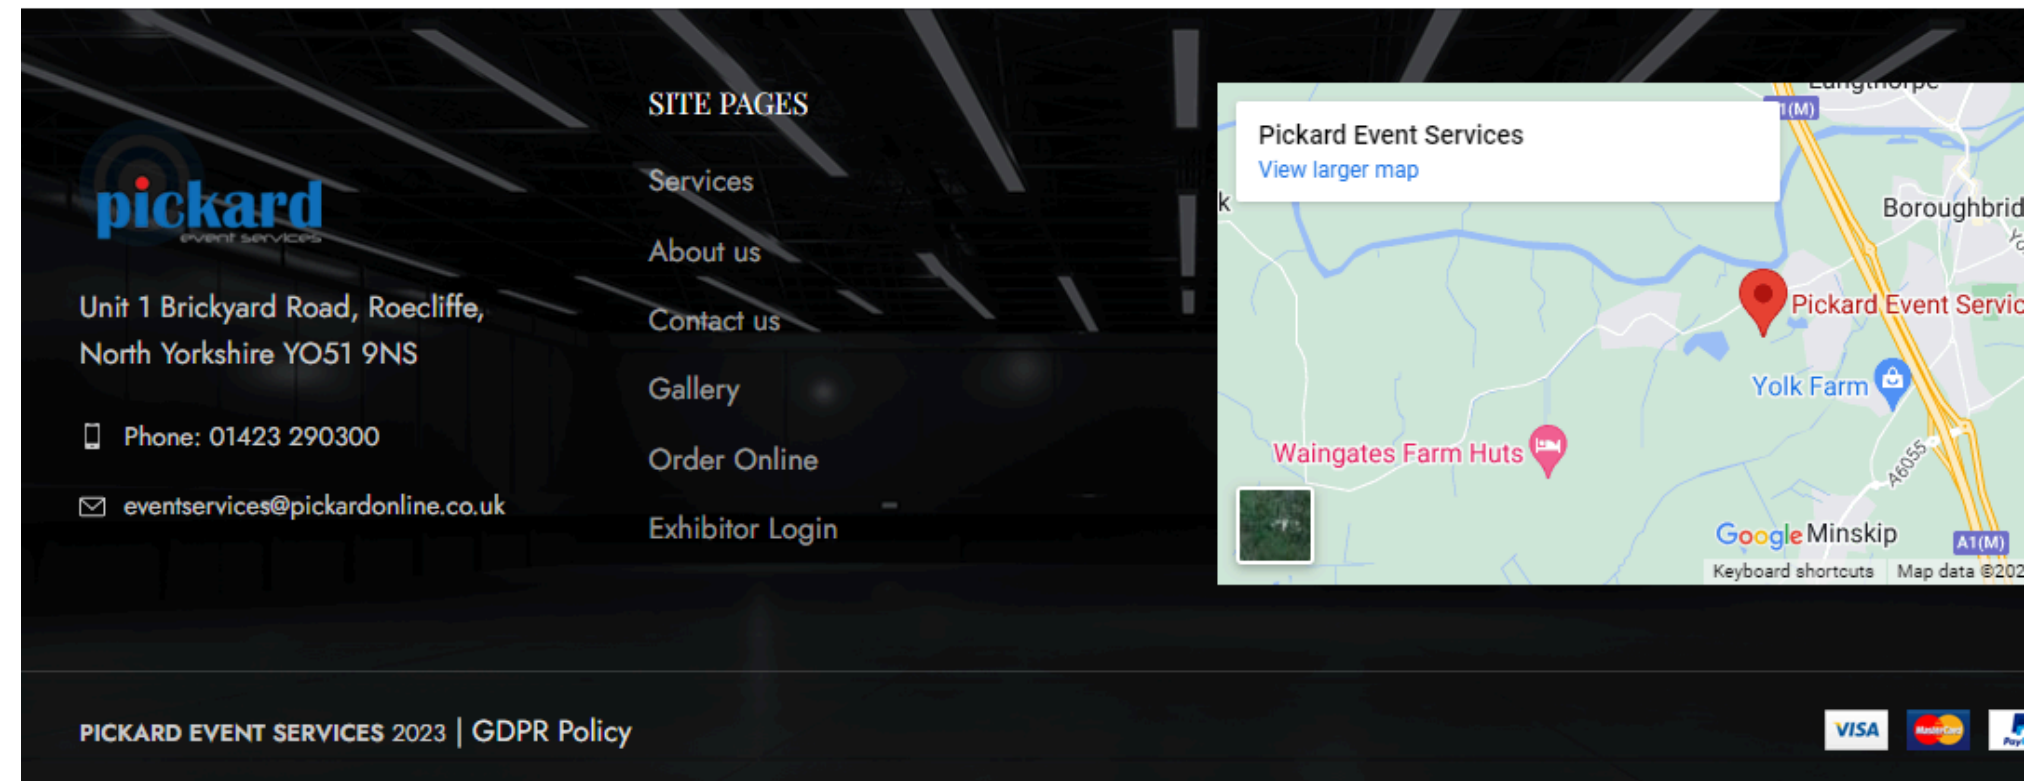 pickard
event services
Unit 1 Brickyard Road, Roecliffe,
North Yorkshire YO51 9NS
Phone: 01423 290300
eventservices@pickardonline.co.uk
SITE PAGES
Services
About us
Contact us
Gallery
Order Online
Exhibitor Login
Pickard Event Services
View larger map
1(M)
k
Boroughbrid
Pickard Event Servic
Yolk Farm
Waingates Farm Huts
A6055
Google Minskip
A1(M)
Keyboard shortcuts Map data ©202
PICKARD EVENT SERVICES 2023 | GDPR Policy
VISA MasterCard